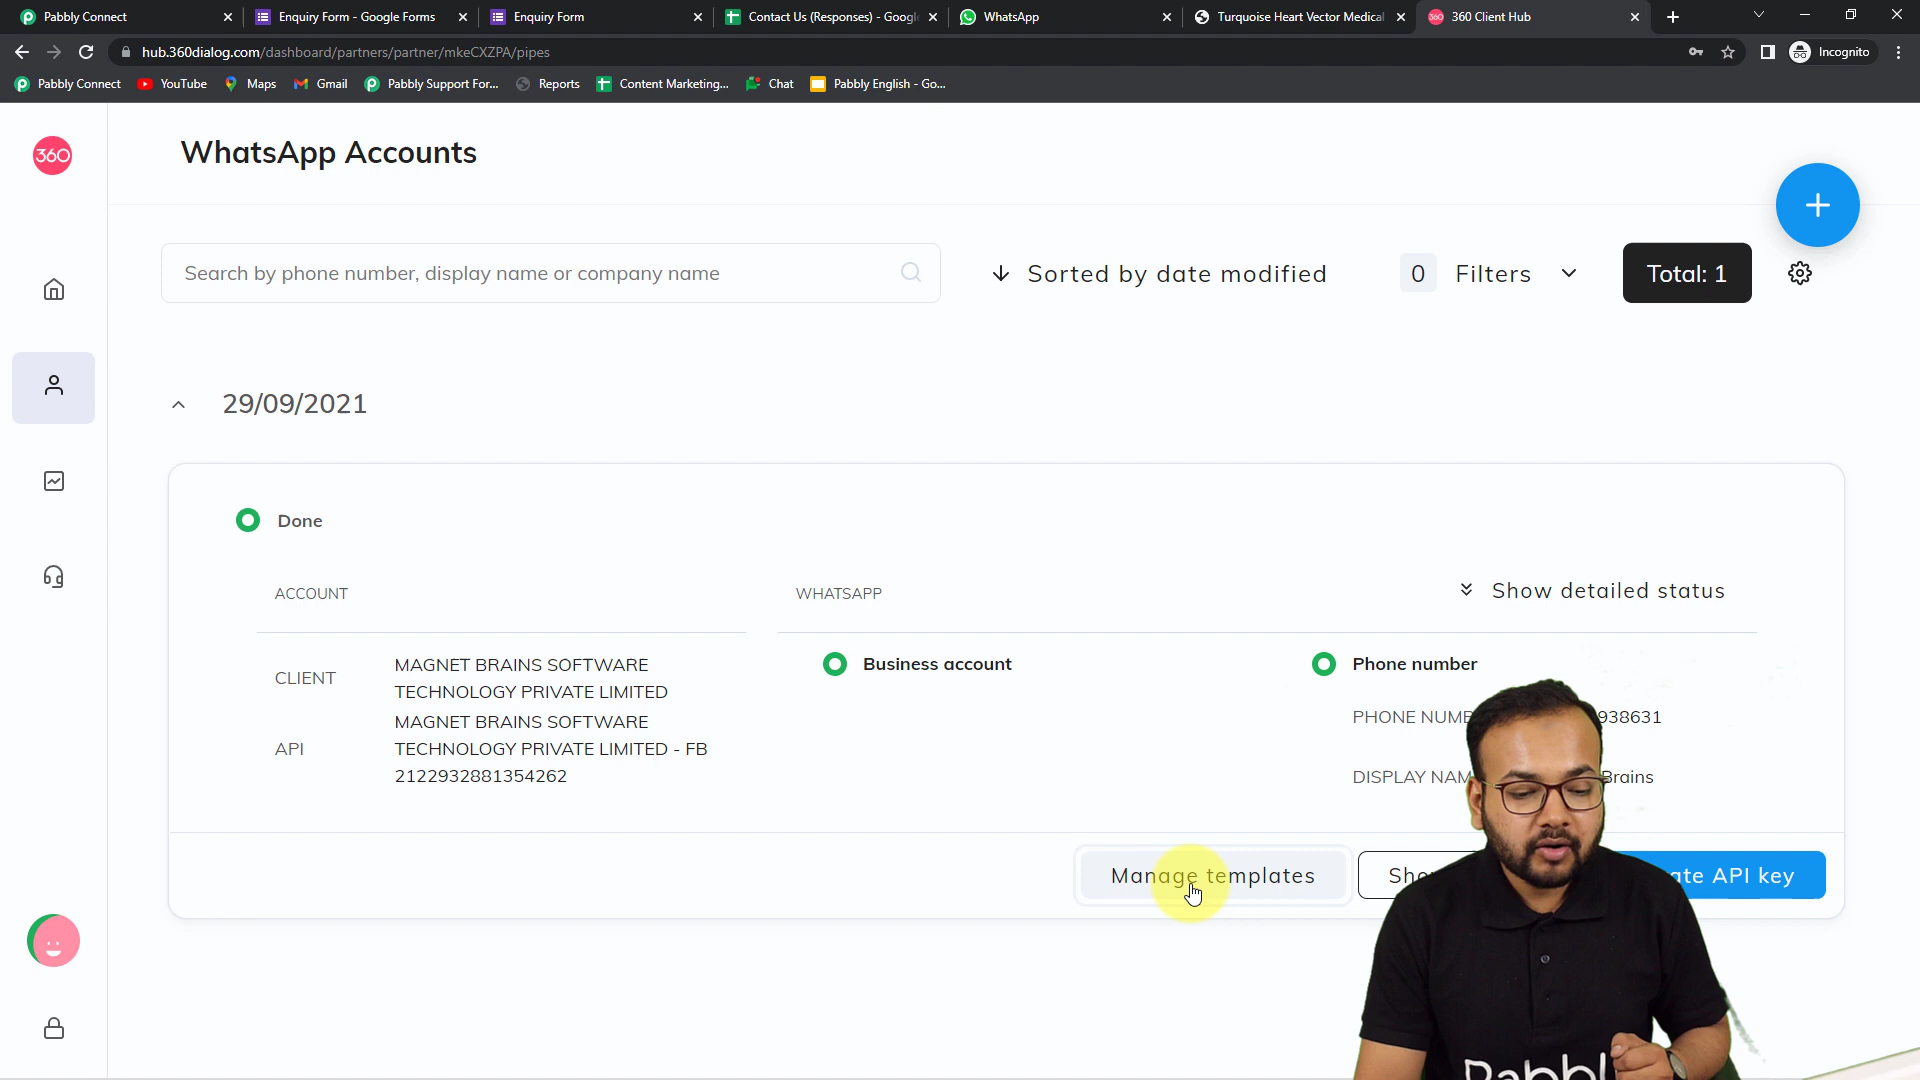 Pabbly Connect
Enquiry Form - Google Forms
Enquiry Form
Contact Us (Responses) - Google
WhatsApp
Turquoise Heart Vector Medical
360 Client Hub
hub.360dialog.com/dashboard/partners/partner/mkeCXZPA/pipes
Incognito
Pabbly Connect
YouTube
Maps
Gmail
Pabbly Support For...
Reports
Content Marketing...
Chat
Pabbly English - Go...
360
WhatsApp Accounts
Search by phone number, display name or company name
Sorted by date modified
0 Filters
Total: 1
29/09/2021
Done
ACCOUNT
WHATSAPP
Show detailed status
CLIENT
MAGNET BRAINS SOFTWARE
TECHNOLOGY PRIVATE LIMITED
API
MAGNET BRAINS SOFTWARE
TECHNOLOGY PRIVATE LIMITED - FB
2122932881354262
Business account
Phone number
PHONE 938631
DISPLAY Brains
Manage templates
API key